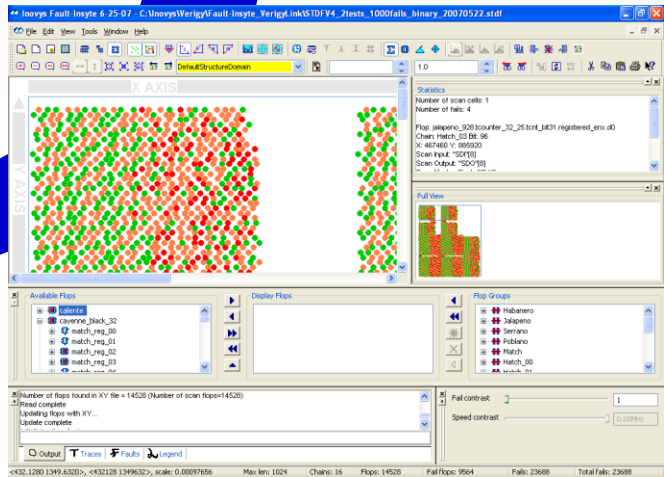 Inovys Fault-Insyte 6-25-07 - C:\InovysWerigy\Fault-Insyte_VerigyLink\STDFV4_2tests_1000fails_binary_20070522.stdf
File Edit View Tools Window Help
DefaultStructureDomain
1.0
X AXIS
Y AXIS
Statistics
Number of scan cells: 1
Number of fails: 4
Flop: jalapeno_928.tcounter_32_25.tcnt_bit31.registered_enx.d0
Chain: Hatch_03 Bit: 96
X: 467460 Y: 885920
Scan Input: "SDI"[8]
Scan Output: "SDO"[8]
Full View
Available Flops
caliente
cayenne_black_32
match_reg_00
match_reg_01
match_reg_02
match_reg_03
Display Flops
Flop Groups
Habanero
Jalapeno
Serrano
Poblano
Match
Hatch_00
Number of flops found in XY file = 14528 (Number of scan flops=14528)
Read complete
Updating flops with XY...
Update complete
Output Traces Faults Legend
Fail contrast 1
Speed contrast 0.00MHz
<432.1280 1349.6320>, <432128 1349632>, scale: 0.00097656 Max len: 1024 Chains: 16 Flops: 14528 Fail flops: 9564 Fails: 23688 Total fails: 23688